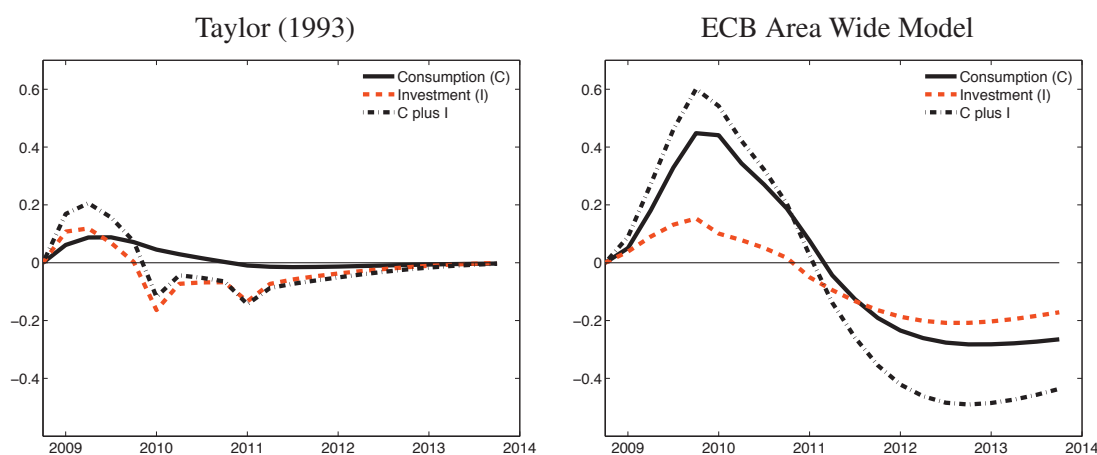 Taylor (1993)
Consumption (C)
Investment (I)
C plus I
0.6
0.4
0.2
0
−0.2
−0.4
2009 2010 2011 2012 2013 2014
ECB Area Wide Model
Consumption (C)
Investment (I)
C plus I
0.6
0.4
0.2
0
−0.2
−0.4
2009 2010 2011 2012 2013 2014